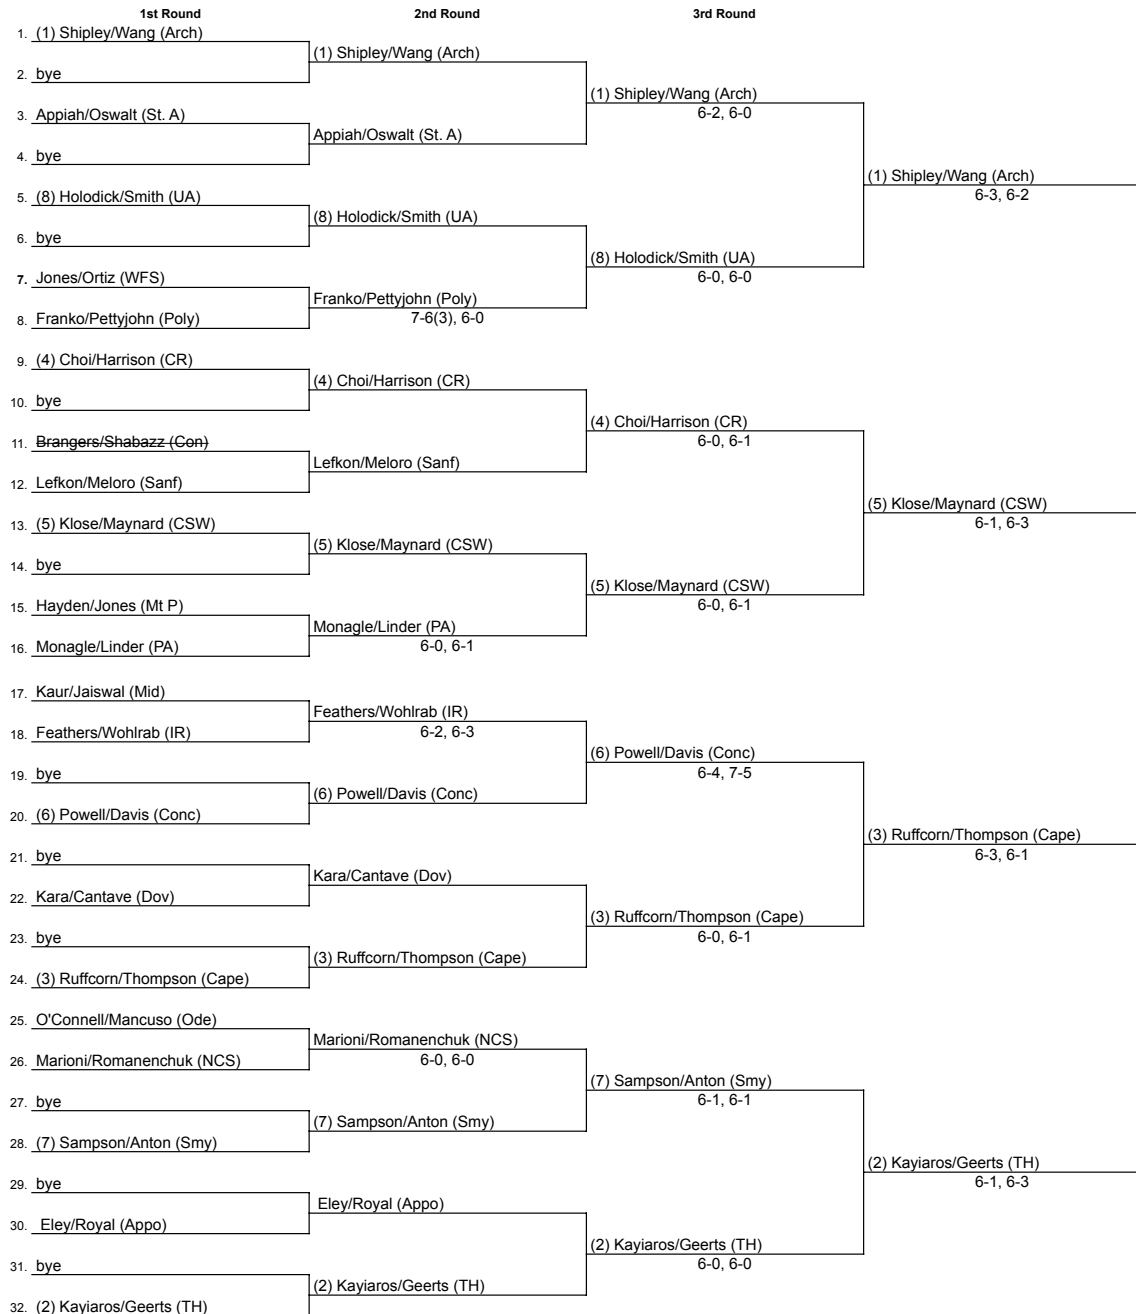 1st Round 2nd Round 3rd Round
1. (1) Shipley/Wang (Arch)
(1) Shipley/Wang (Arch)
2. bye
(1) Shipley/Wang (Arch)
6-2, 6-0
3. Appiah/Oswalt (St. A)
Appiah/Oswalt (St. A)
4. bye
(1) Shipley/Wang (Arch)
6-3, 6-2
5. (8) Holodick/Smith (UA)
(8) Holodick/Smith (UA)
6. bye
(8) Holodick/Smith (UA)
6-0, 6-0
7. Jones/Ortiz (WFS)
Franko/Pettyjohn (Poly)
7-6(3), 6-0
8. Franko/Pettyjohn (Poly)
9. (4) Choi/Harrison (CR)
(4) Choi/Harrison (CR)
10. bye
(4) Choi/Harrison (CR)
6-0, 6-1
11. Brangers/Shabazz (Con)
Lefkon/Meloro (Sanf)
12. Lefkon/Meloro (Sanf)
(5) Klose/Maynard (CSW)
6-1, 6-3
13. (5) Klose/Maynard (CSW)
(5) Klose/Maynard (CSW)
14. bye
(5) Klose/Maynard (CSW)
6-0, 6-1
15. Hayden/Jones (Mt P)
Monagle/Linder (PA)
6-0, 6-1
16. Monagle/Linder (PA)
17. Kaur/Jaiswal (Mid)
Feathers/Wohlrab (IR)
6-2, 6-3
18. Feathers/Wohlrab (IR)
(6) Powell/Davis (Conc)
6-4, 7-5
19. bye
(6) Powell/Davis (Conc)
20. (6) Powell/Davis (Conc)
(3) Ruffcorn/Thompson (Cape)
6-3, 6-1
21. bye
Kara/Cantave (Dov)
22. Kara/Cantave (Dov)
(3) Ruffcorn/Thompson (Cape)
6-0, 6-1
23. bye
(3) Ruffcorn/Thompson (Cape)
24. (3) Ruffcorn/Thompson (Cape)
25. O'Connell/Mancuso (Ode)
Marioni/Romanenchuk (NCS)
6-0, 6-0
26. Marioni/Romanenchuk (NCS)
(7) Sampson/Anton (Smy)
6-1, 6-1
27. bye
(7) Sampson/Anton (Smy)
28. (7) Sampson/Anton (Smy)
(2) Kayiaros/Geerts (TH)
6-1, 6-3
29. bye
Eley/Royal (Appo)
30. Eley/Royal (Appo)
(2) Kayiaros/Geerts (TH)
6-0, 6-0
31. bye
(2) Kayiaros/Geerts (TH)
32. (2) Kayiaros/Geerts (TH)